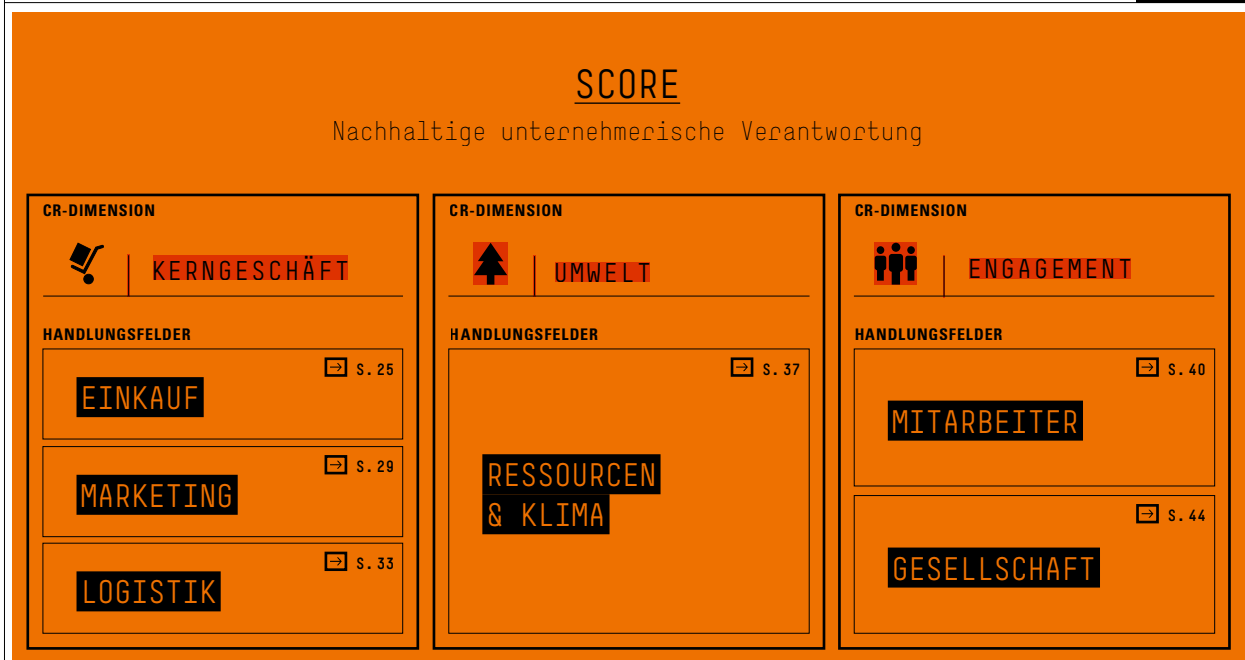 SCORE
Nachhaltige unternehmerische Verantwortung
CR-DIMENSION
KERNGESCHÄFT
HANDLUNGSFELDER
→ S. 25
EINKAUF
→ S. 29
MARKETING
→ S. 33
LOGISTIK
CR-DIMENSION
UMWELT
HANDLUNGSFELDER
→ S. 37
RESSOURCEN
& KLIMA
CR-DIMENSION
ENGAGEMENT
HANDLUNGSFELDER
→ S. 40
MITARBEITER
→ S. 44
GESELLSCHAFT